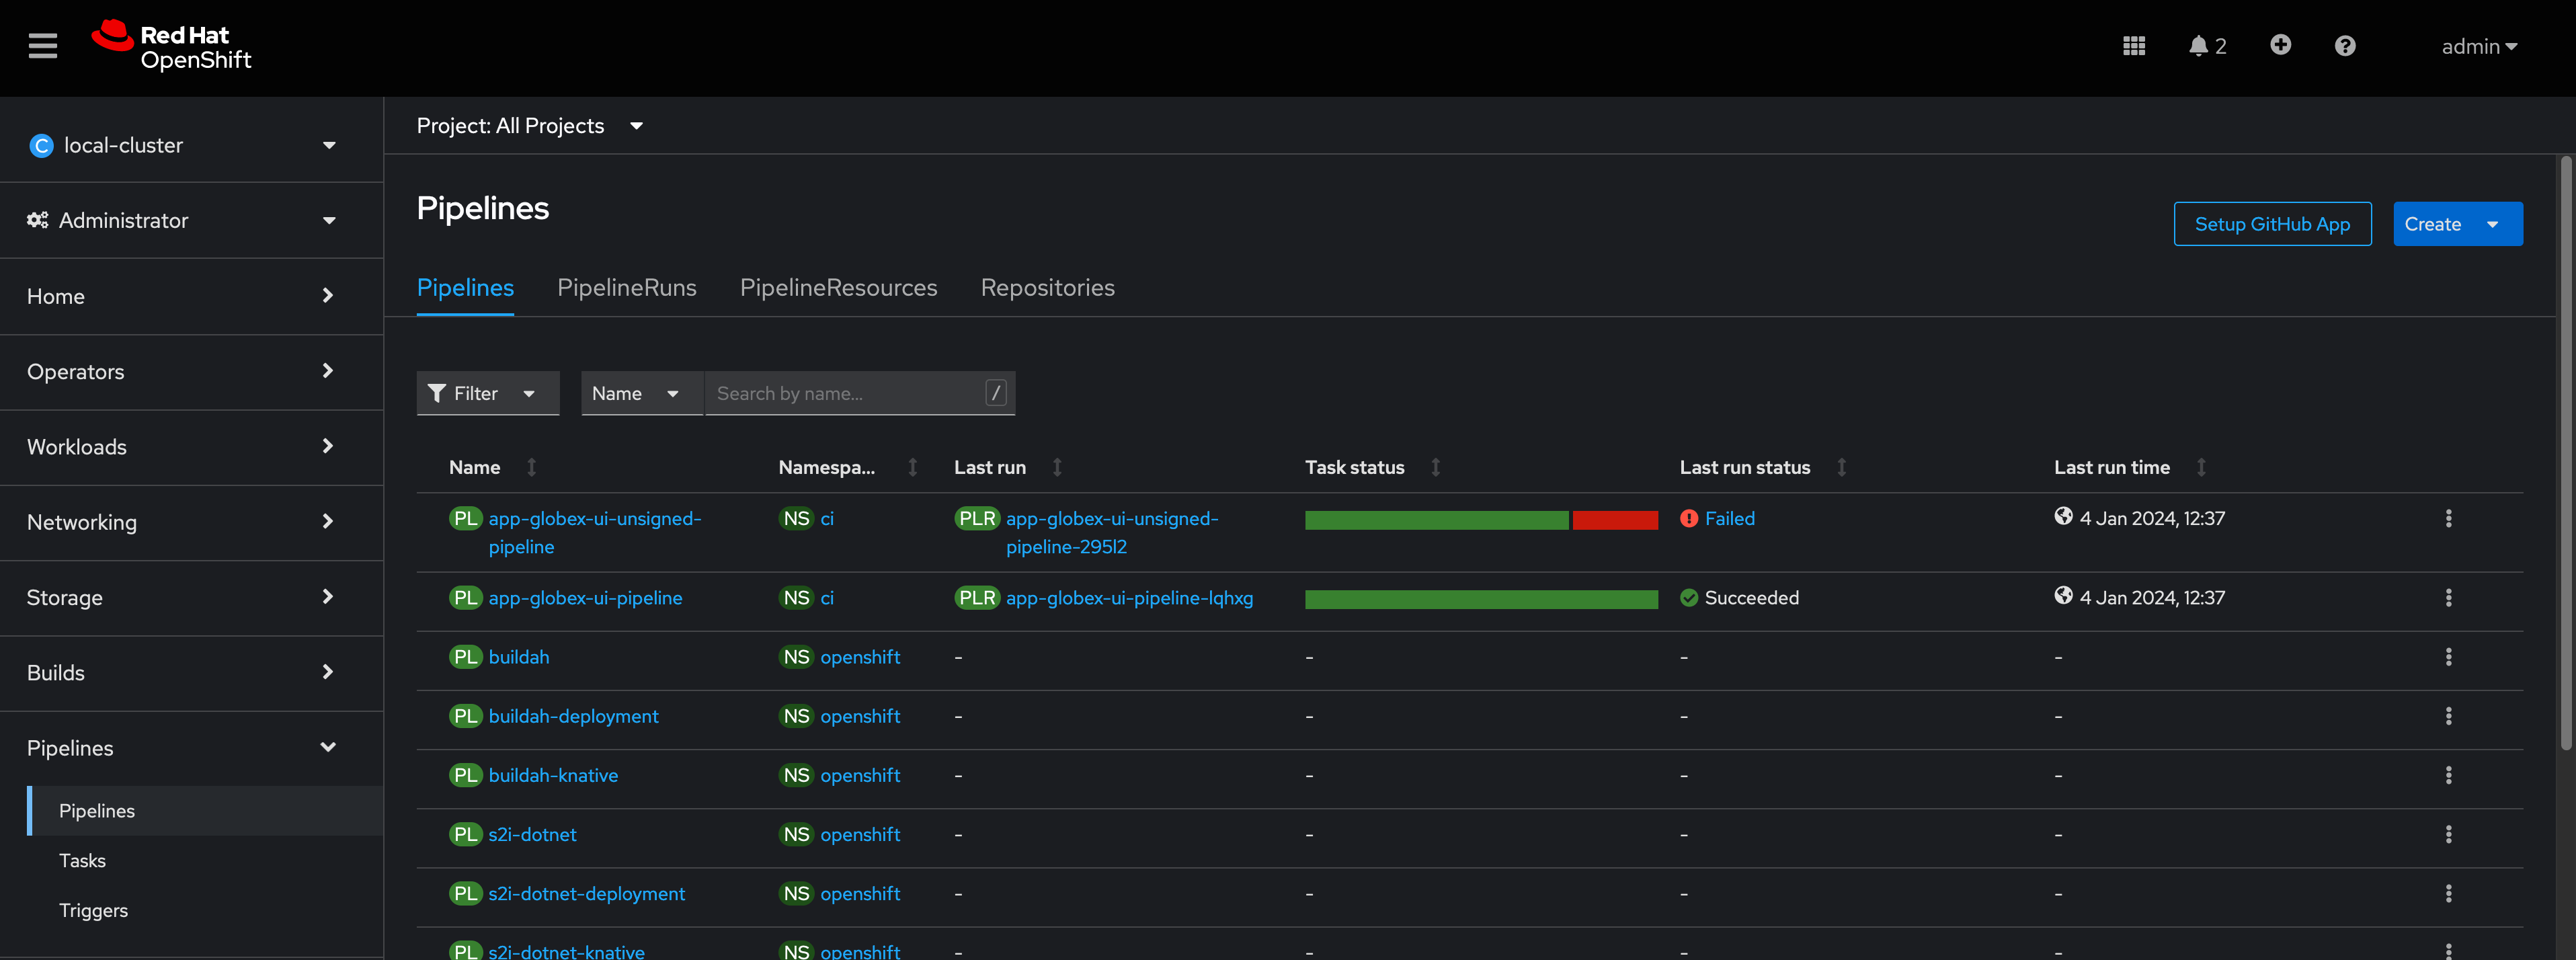 Red Hat
OpenShift
2
admin
C local-cluster
Project: All Projects
Administrator
Home
Operators
Workloads
Networking
Storage
Builds
Pipelines
Pipelines
Tasks
Triggers
Pipelines
Setup GitHub App
Create
Pipelines PipelineRuns PipelineResources Repositories
Filter Name Search by name... /
Name Namespa... Last run Task status Last run status Last run time
PL app-globex-ui-unsigned- NS ci PLR app-globex-ui-unsigned- Failed 4 Jan 2024, 12:37
pipeline pipeline-295l2
PL app-globex-ui-pipeline NS ci PLR app-globex-ui-pipeline-lqhxg Succeeded 4 Jan 2024, 12:37
PL buildah NS openshift - - - -
PL buildah-deployment NS openshift - - - -
PL buildah-knative NS openshift - - - -
PL s2i-dotnet NS openshift - - - -
PL s2i-dotnet-deployment NS openshift - - - -
PL s2i-dotnet-knative NS openshift - - - -